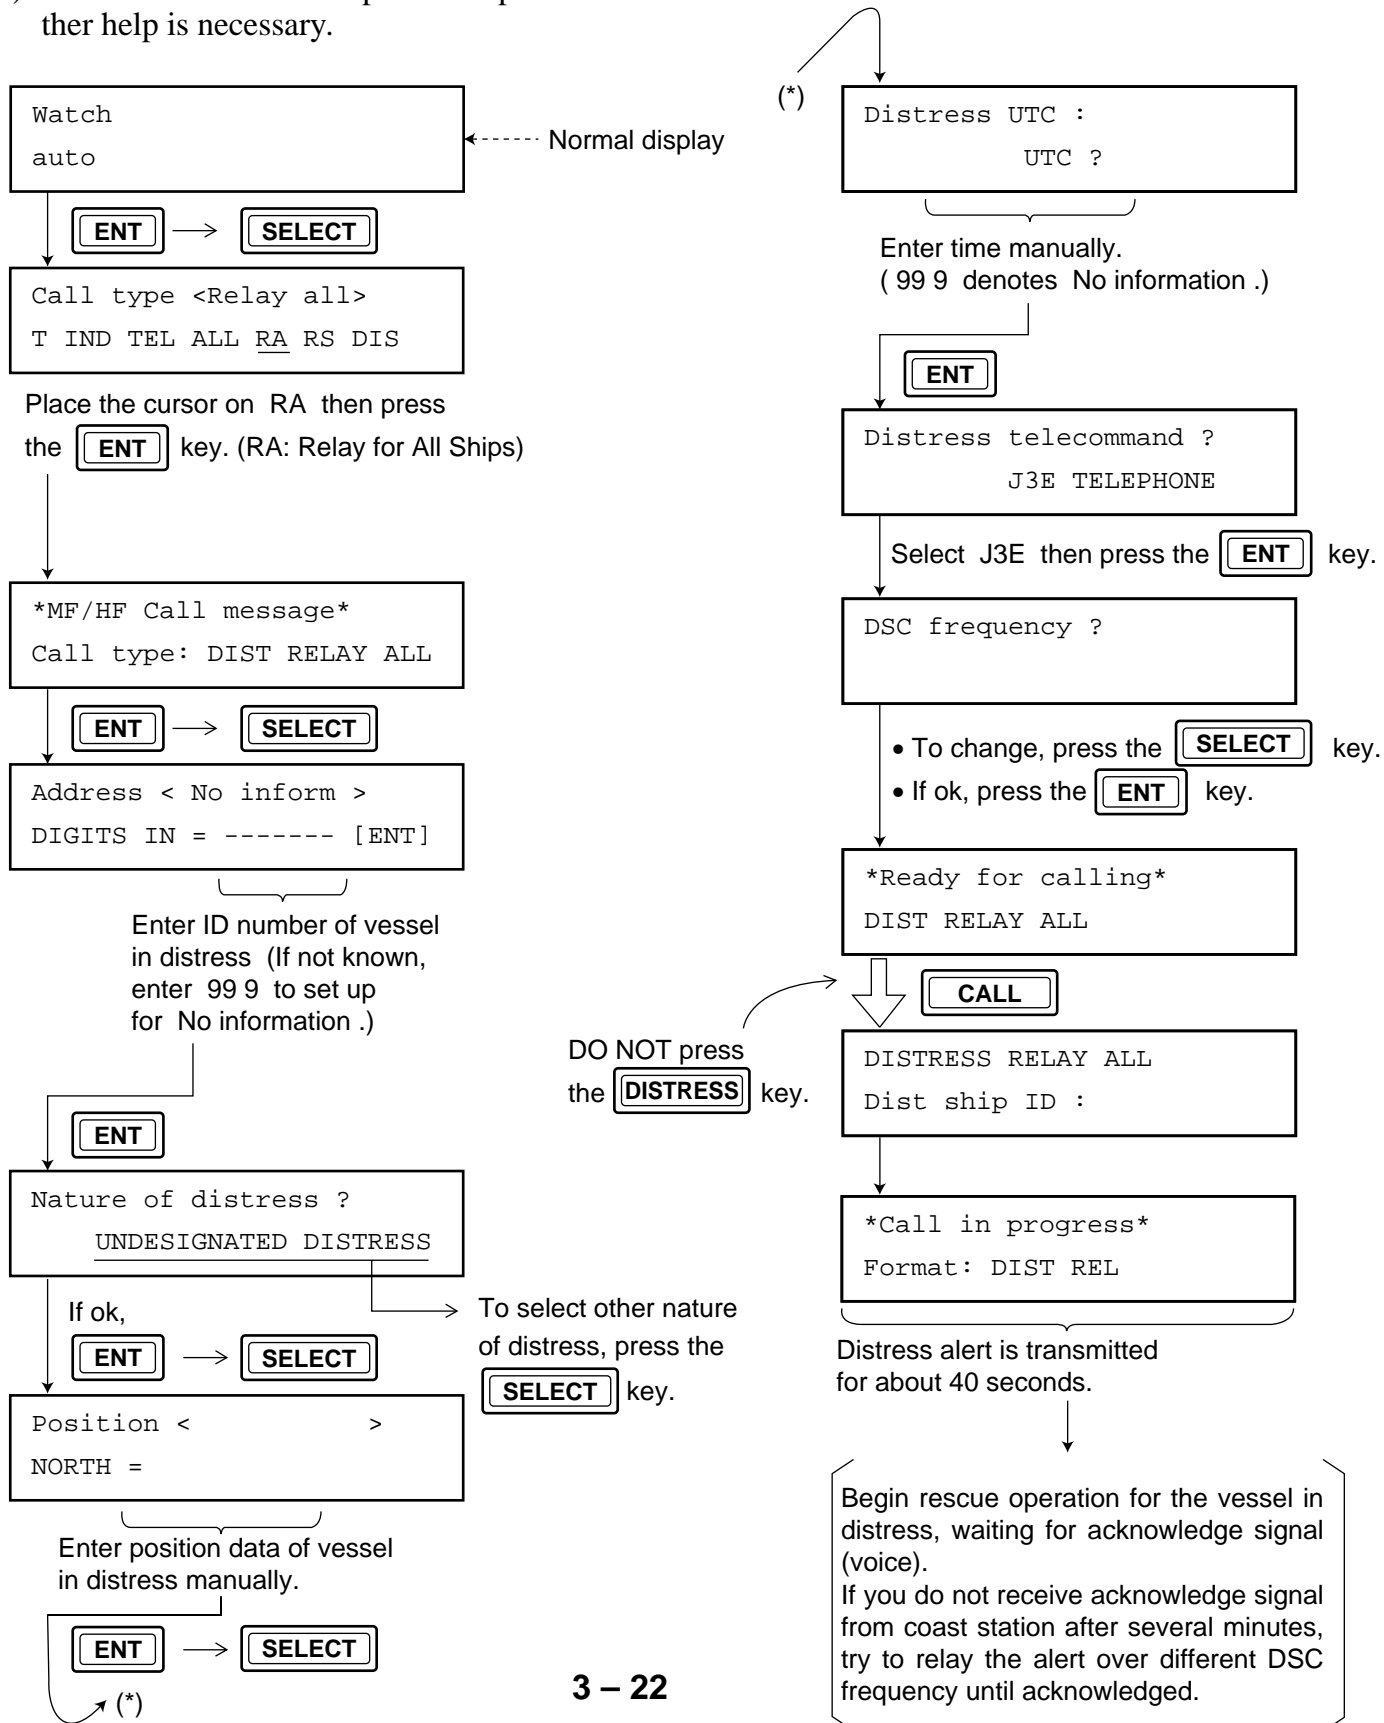 ther help is necessary.
Watch
auto
Normal display
ENT → SELECT
Call type <Relay all>
T IND TEL ALL RA RS DIS
Place the cursor on RA then press
the ENT key. (RA: Relay for All Ships)
*MF/HF Call message*
Call type: DIST RELAY ALL
ENT → SELECT
Address < No inform >
DIGITS IN = ------- [ENT]
Enter ID number of vessel
in distress (If not known,
enter 99 9 to set up
for No information .)
ENT
Nature of distress ?
UNDESIGNATED DISTRESS
If ok,
ENT → SELECT
To select other nature
of distress, press the
SELECT key.
Position < >
NORTH =
Enter position data of vessel
in distress manually.
ENT → SELECT
(*)
(*)
Distress UTC :
UTC ?
Enter time manually.
( 99 9 denotes No information .)
ENT
Distress telecommand ?
J3E TELEPHONE
Select J3E then press the ENT key.
DSC frequency ?
• To change, press the SELECT key.
• If ok, press the ENT key.
*Ready for calling*
DIST RELAY ALL
CALL
DO NOT press
the DISTRESS key.
DISTRESS RELAY ALL
Dist ship ID :
*Call in progress*
Format: DIST REL
Distress alert is transmitted
for about 40 seconds.
Begin rescue operation for the vessel in
distress, waiting for acknowledge signal
(voice).
If you do not receive acknowledge signal
from coast station after several minutes,
try to relay the alert over different DSC
frequency until acknowledged.
3 – 22